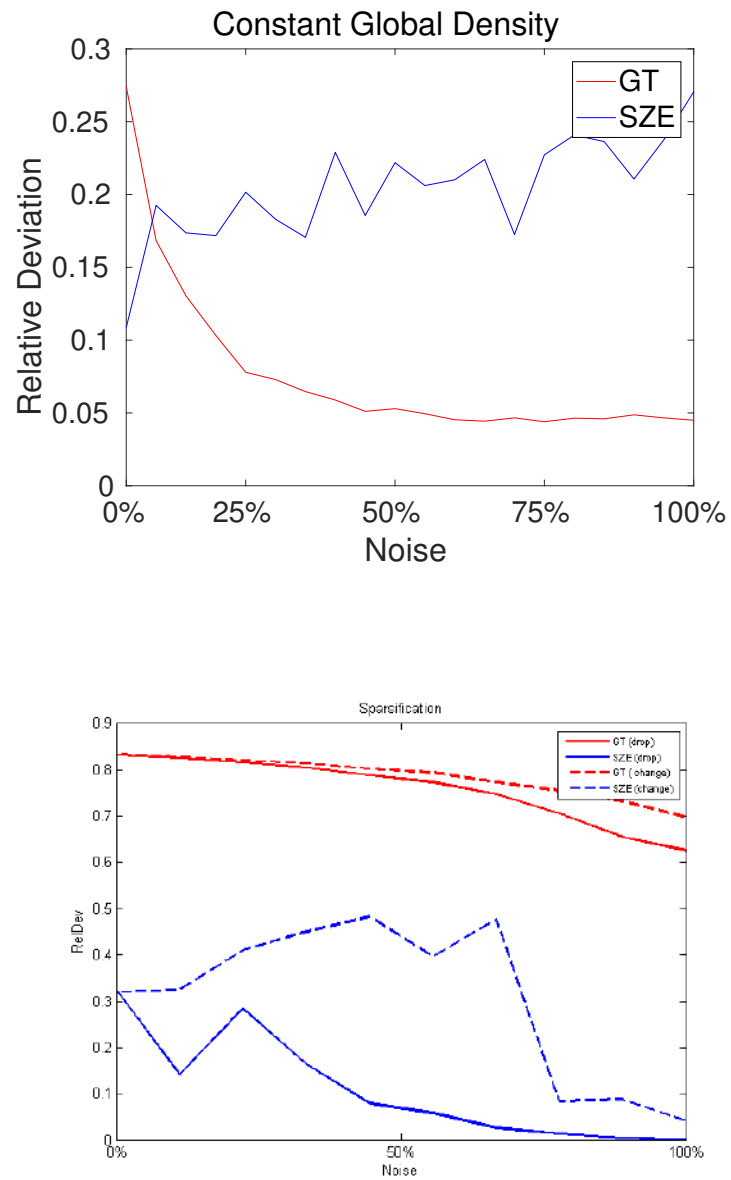 Constant Global Density
0.3
0.25
0.2
0.15
0.1
0.05
0
Relative Deviation
GT
SZE
0% 25% 50% 75% 100%
Noise
Sparsification
0.9
0.8
0.7
0.6
0.5
0.4
0.3
0.2
0.1
0
RelDev
GT (drop)
SZE (drop)
GT (change)
SZE (change)
0% 50% 100%
Noise